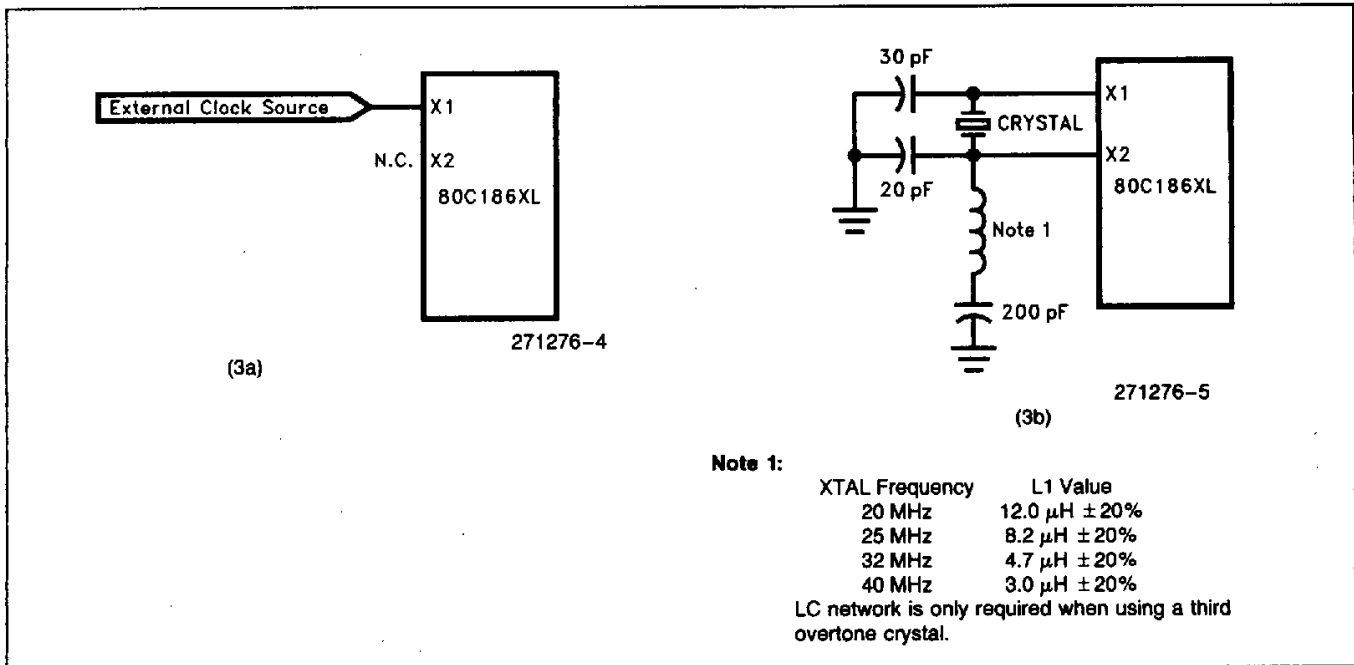 External Clock Source
X1
N.C.
X2
80C186XL
271276-4
(3a)
30 pF
X1
CRYSTAL
X2
20 pF
80C186XL
Note 1
200 pF
271276-5
(3b)
Note 1:
XTAL Frequency L1 Value
20 MHz 12.0 μH ±20%
25 MHz 8.2 μH ±20%
32 MHz 4.7 μH ±20%
40 MHz 3.0 μH ±20%
LC network is only required when using a third
overtone crystal.